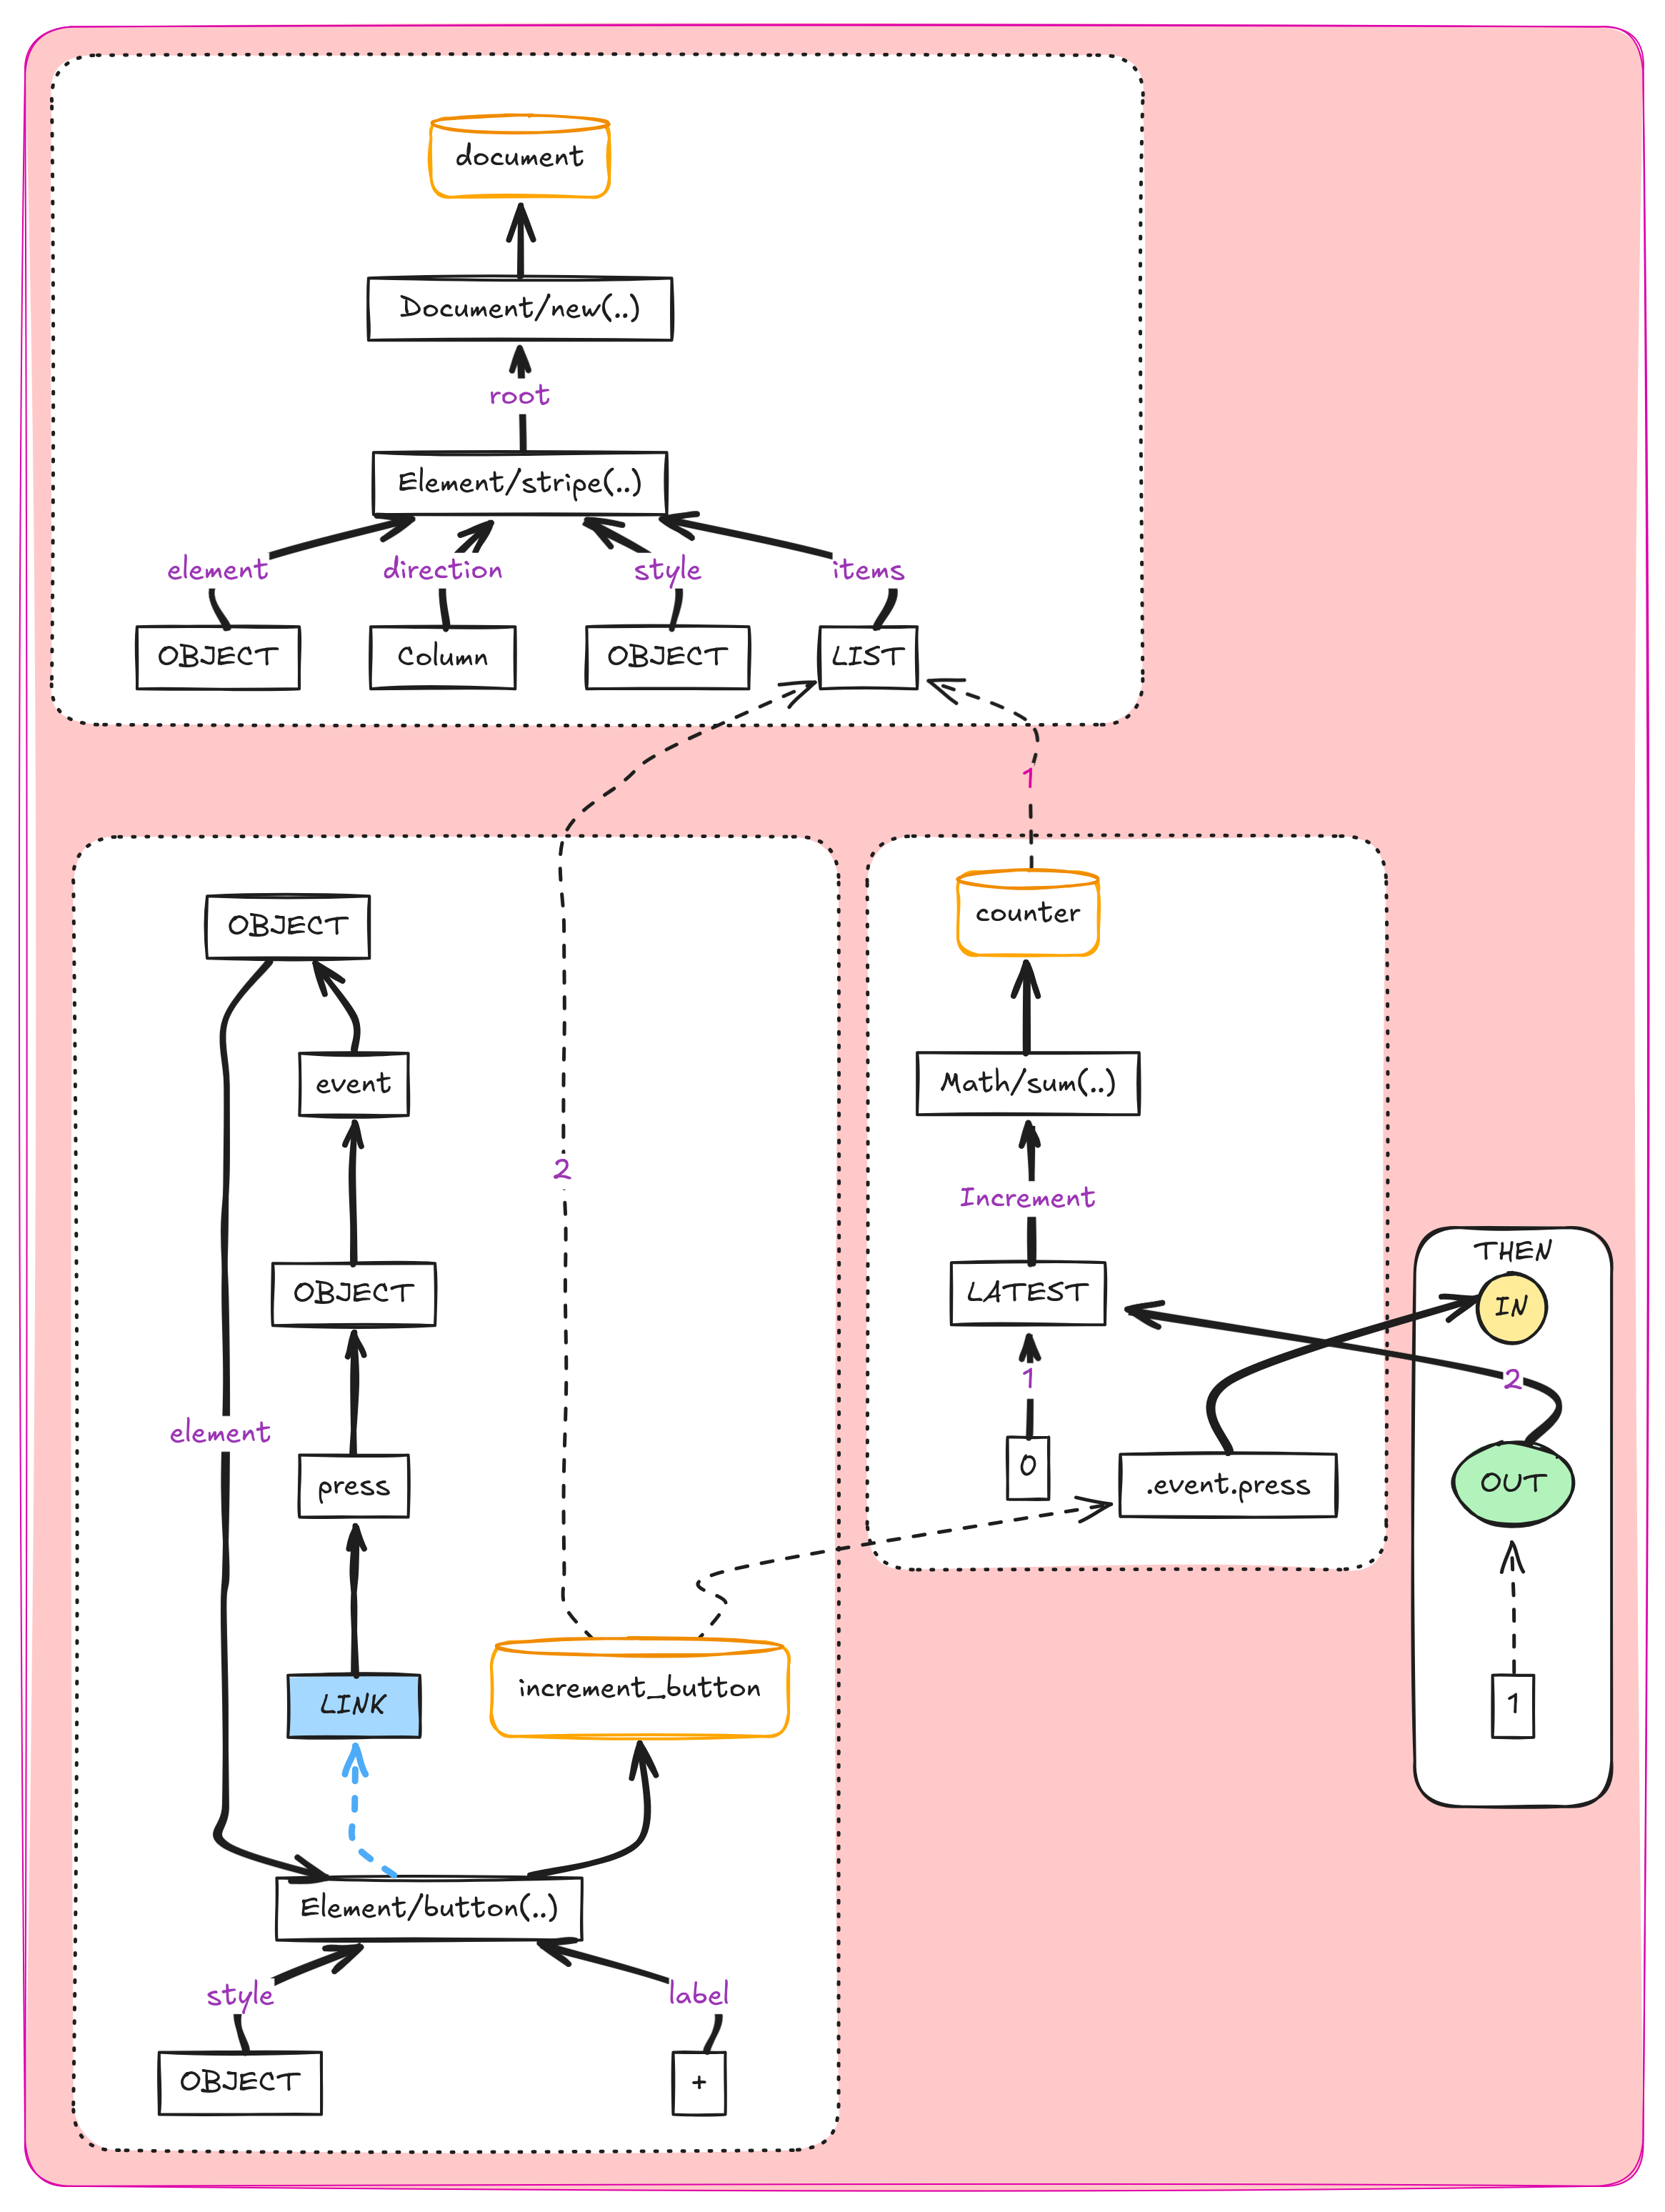 document
Document/new(..)
root
Element/stripe(..)
element
direction
style
items
OBJECT
Column
OBJECT
LIST
1
OBJECT
event
2
OBJECT
element
press
LINK
increment_button
Element/button(..)
style
label
OBJECT
+
counter
Math/sum(..)
Increment
LATEST
1
0
.event.press
THEN
IN
2
OUT
1